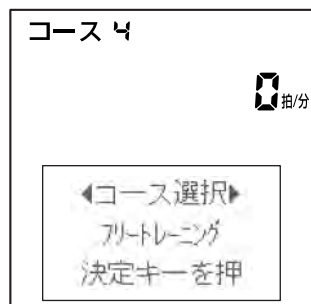 コース 4
0拍/分
◀コース選択▶
フリートレーニング
決定キーを押